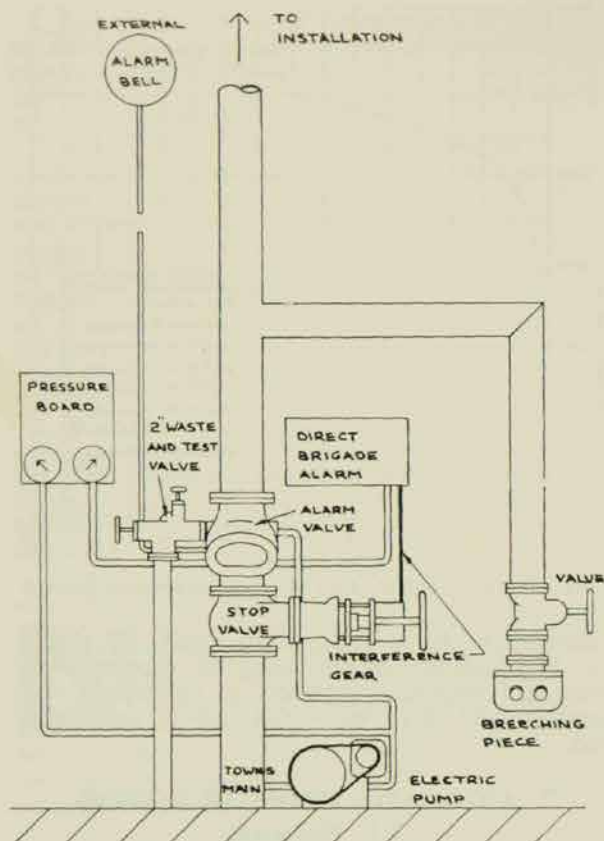 EXTERNAL
ALARM
BELL
TO
INSTALLATION
PRESSURE
BOARD
2" WASTE
AND TEST
VALVE
DIRECT
BRIGADE
ALARM
ALARM
VALVE
STOP
VALVE
INTERFERENCE
GEAR
VALVE
BREECHING
PIECE
TOWNS
MAIN
ELECTRIC
PUMP